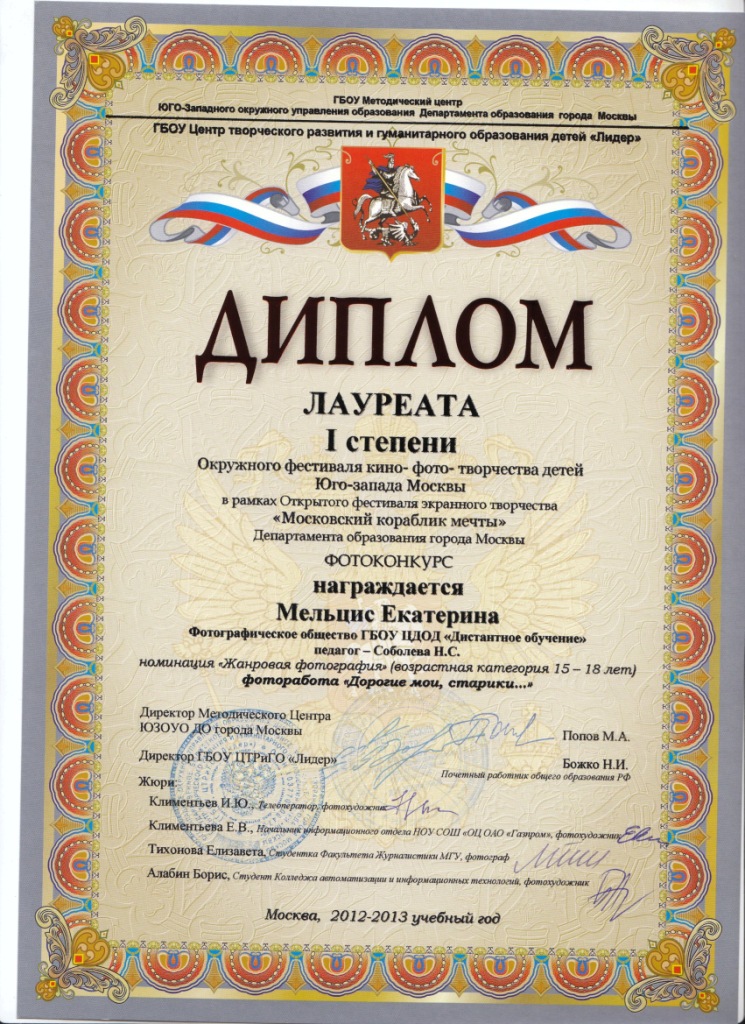 ГБОУ Методический центр
ЮГО-Западного окружного управления образования Департамента образования города Москвы
ГБОУ Центр творческого развития и гуманитарного образования детей «Лидер»
ДИПЛОМ
ЛАУРЕАТА
I степени
Окружного фестиваля кино- фото- творчества детей
Юго-запада Москвы
в рамках Открытого фестиваля экранного творчества
«Московский кораблик мечты»
Департамента образования города Москвы
ФОТОКОНКУРС
награждается
Мельцис Екатерина
Фотографическое общество ГБОУ ЦДОД «Дистантное обучение»
педагог – Соболева Н.С.
номинация «Жанровая фотография» (возрастная категория 15 – 18 лет)
фоторабота «Дорогие мои, старики...»
Директор Методического Центра
ЮЗОУО ДО города Москвы
Попов М.А.
Директор ГБОУ ЦТРиГО «Лидер»
Божко Н.И.
Почетный работник общего образования РФ
Жюри:
Климентьев И.Ю., Телеоператор, фотохудожник
Климентьева Е.В., Начальник информационного отдела НОУ СОШ «ОЦ ОАО «Газпром», фотохудожник
Тихонова Елизавета, Студентка Факультета Журналистики МГУ, фотограф
Алабин Борис, Студент Колледжа автоматизации и информационных технологий, фотохудожник
Москва, 2012-2013 учебный год